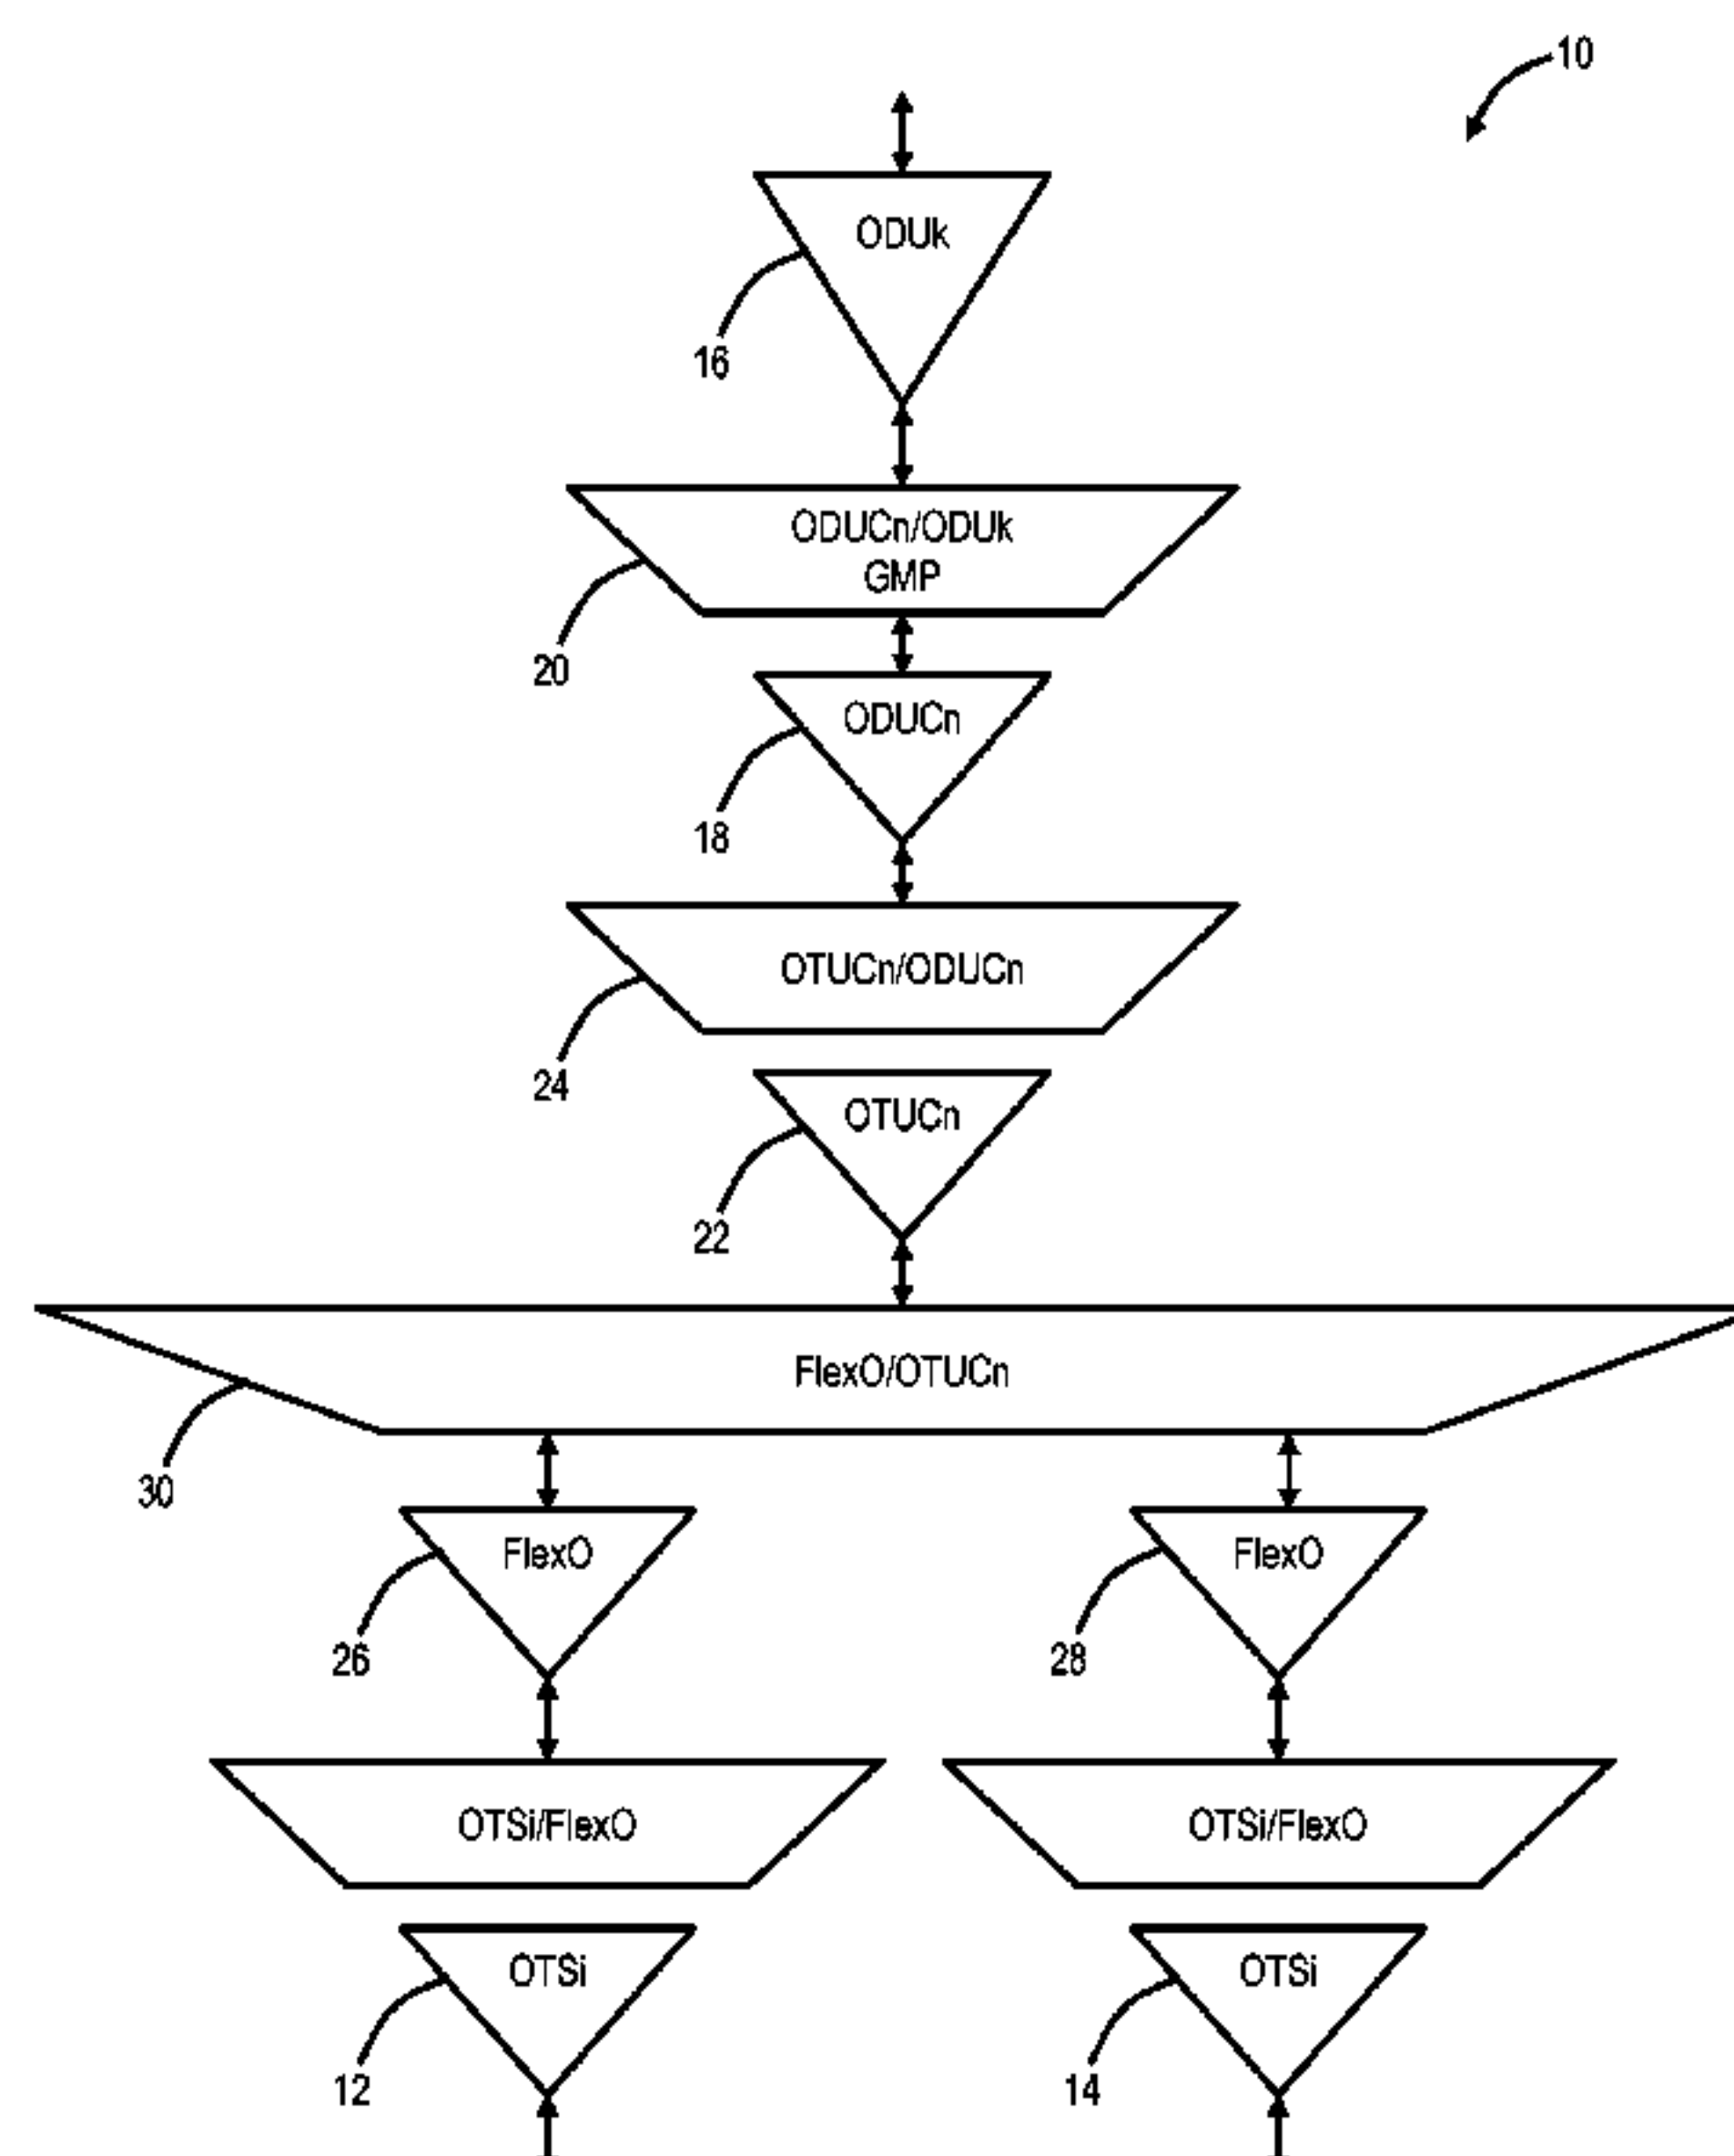 10
ODUk
16
ODUCn/ODUk
GMP
20
ODUCn
18
OTUCn/ODUCn
24
OTUCn
22
FlexO/OTUCn
30
FlexO
FlexO
26
28
OTSi/FlexO
OTSi/FlexO
OTSi
OTSi
12
14